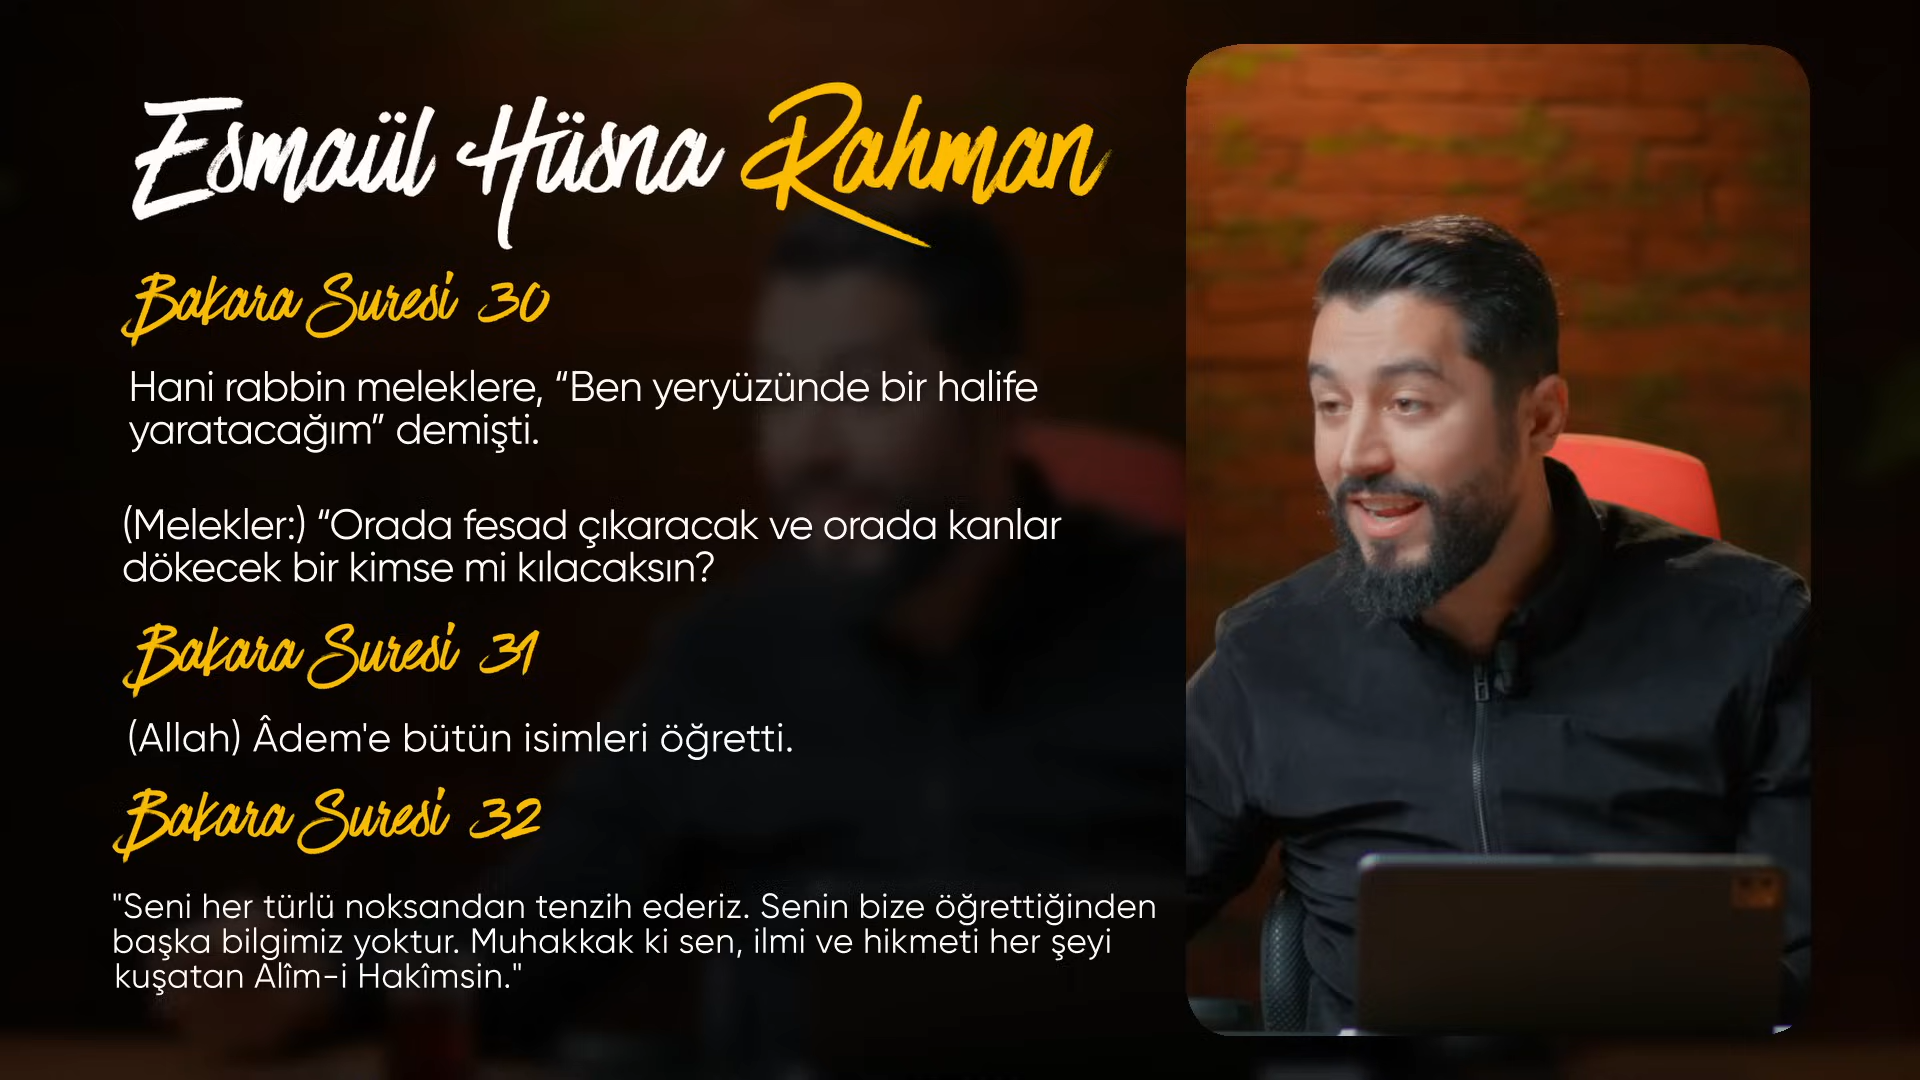 Esmaül Hüsna Rahman
Bakara Suresi 30
Hani rabbin meleklere, “Ben yeryüzünde bir halife
yaratacağım” demişti.
(Melekler:) “Orada fesad çıkaracak ve orada kanlar
dökecek bir kimse mi kılacaksın?
Bakara Suresi 31
(Allah) Âdem'e bütün isimleri öğretti.
Bakara Suresi 32
"Seni her türlü noksandan tenzih ederiz. Senin bize öğrettiğinden
başka bilgimiz yoktur. Muhakkak ki sen, ilmi ve hikmeti her şeyi
kuşatan Alîm-i Hakîmsin."